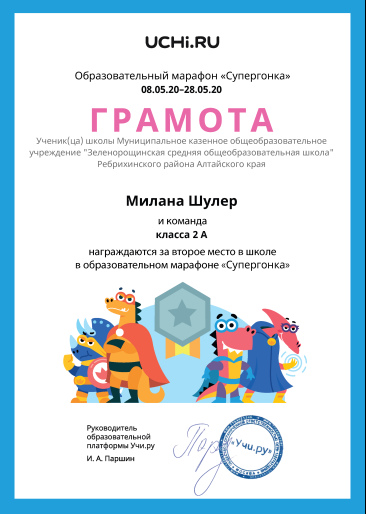 UCHi.RU
Образовательный марафон «Супергонка»
08.05.20–28.05.20
ГРАМОТА
Ученик(ца) школы Муниципальное казенное общеобразовательное
учреждение "Зеленорощинская средняя общеобразовательная школа"
Ребрихинского района Алтайского края
Милана Шулер
и команда
класса 2 А
награждаются за второе место в школе
в образовательном марафоне «Супергонка»
Руководитель
образовательной
платформы Учи.ру
И. А. Паршин
«Учи.ру»